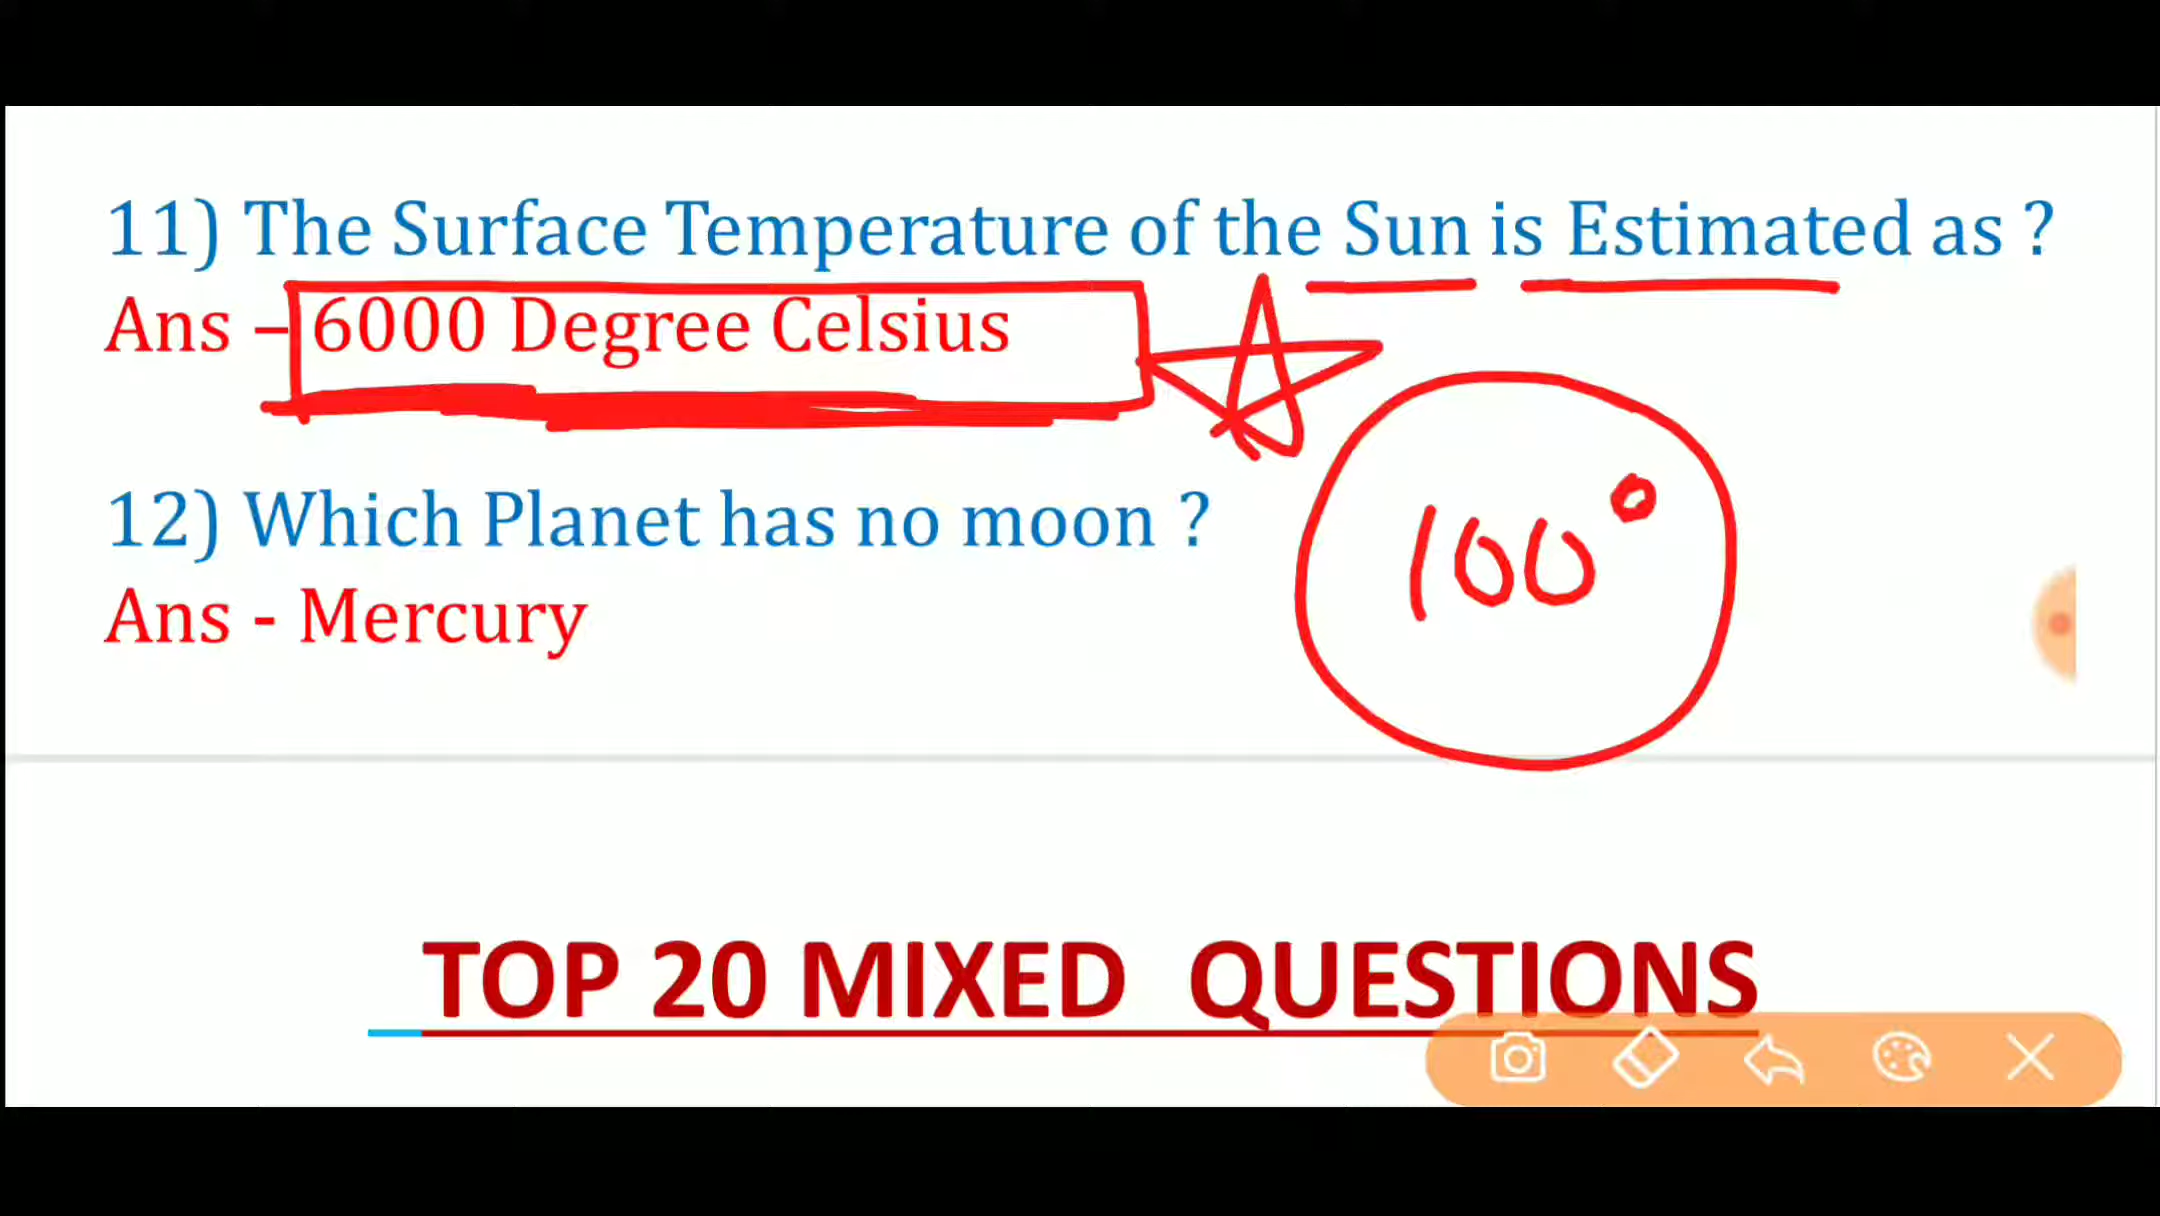 11) The Surface Temperature of the Sun is Estimated as ?
Ans – 6000 Degree Celsius
12) Which Planet has no moon ?
100°
Ans - Mercury
TOP 20 MIXED QUESTIONS